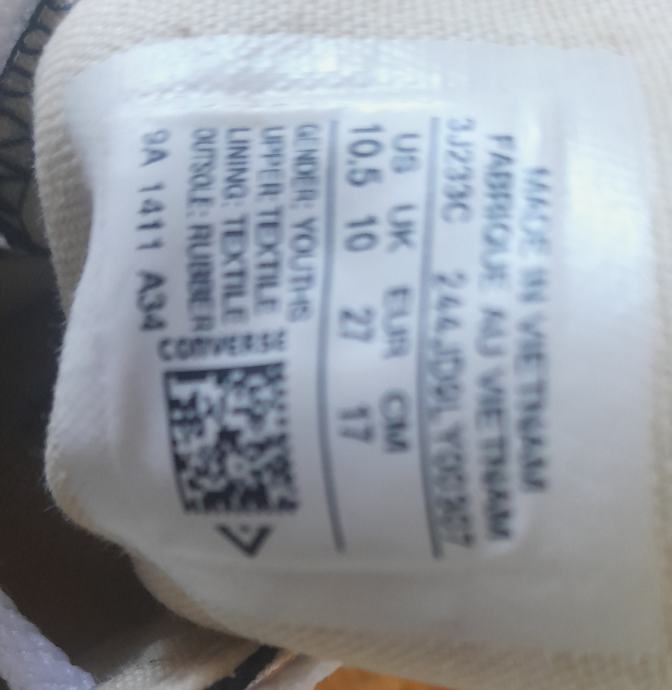 MADE IN VIETNAM
FABRIQUE AU VIETNAM
3J233C
US UK EUR CM
10.5 10 27 17
GENDER: YOUTHS
UPPER: TEXTILE
LINING: TEXTILE
OUTSOLE: RUBBER
9A 1411 A34
CONVERSE